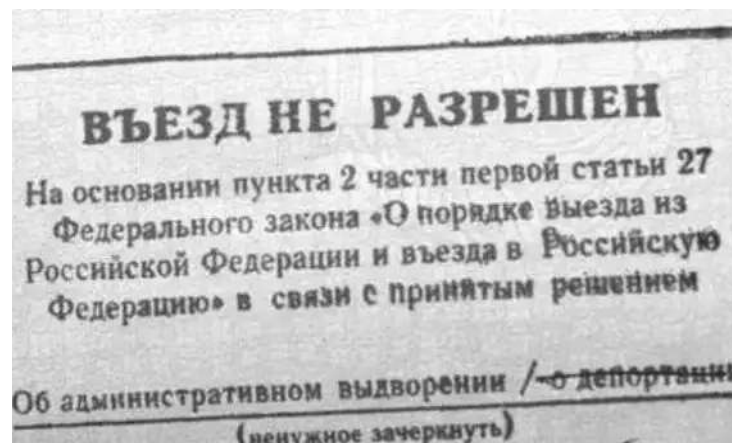 ВЪЕЗД НЕ РАЗРЕШЕН
На основании пункта 2 части первой статьи 27
Федерального закона «О порядке выезда из
Российской Федерации и въезда в Российскую
Федерацию» в связи с принятым решением
Об административном выдворении / о депортации
(ненужное зачеркнуть)